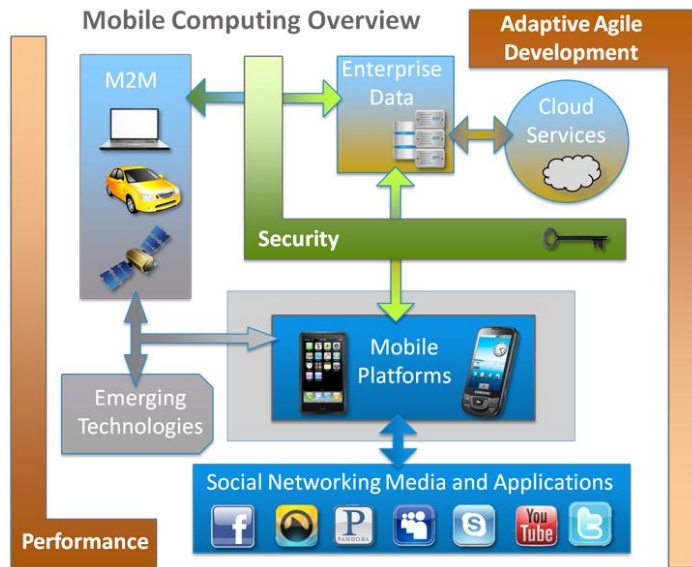 Mobile Computing Overview
Adaptive Agile
Development
M2M
Enterprise
Data
Cloud
Services
Security
Mobile
Platforms
SAMSUNG
Emerging
Technologies
Social Networking Media and Applications
f
P
PANDORA
S
You
Tube
t
Performance